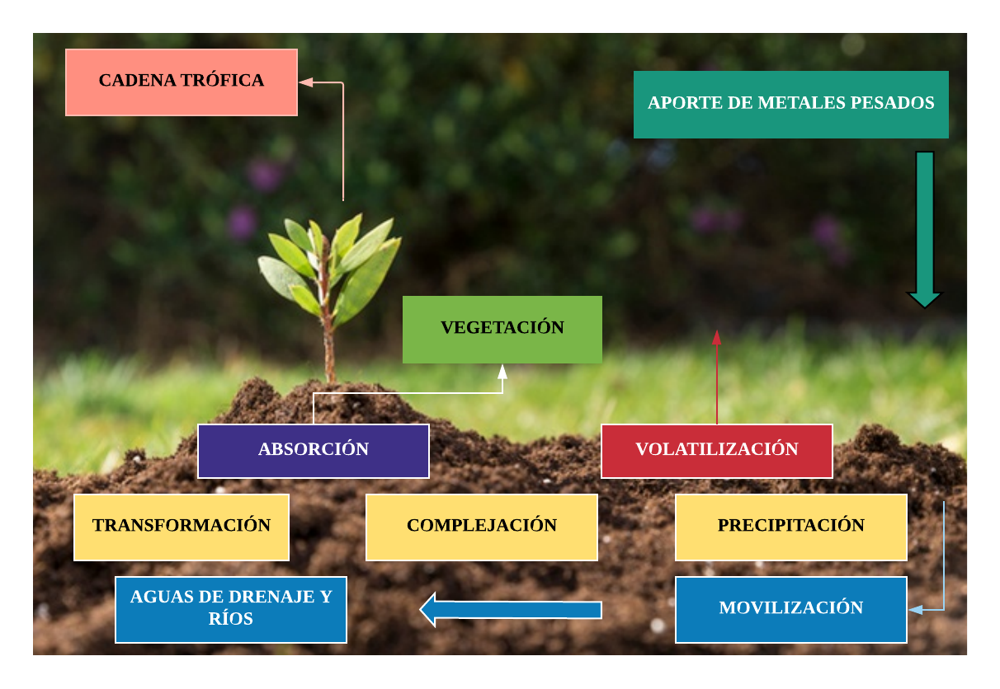 CADENA TRÓFICA
APORTE DE METALES PESADOS
VEGETACIÓN
ABSORCIÓN
VOLATILIZACIÓN
TRANSFORMACIÓN
COMPLEJACIÓN
PRECIPITACIÓN
AGUAS DE DRENAJE Y
RÍOS
MOVILIZACIÓN